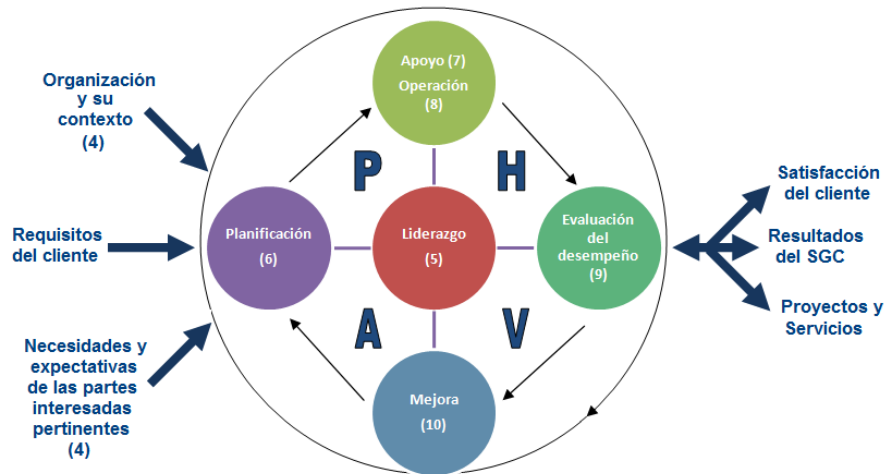 Organización
y su
contexto
(4)
Requisitos
del cliente
Necesidades y
expectativas
de las partes
interesadas
pertinentes
(4)
Apoyo (7)
Operación
(8)
P
H
Planificación
(6)
Liderazgo
(5)
Evaluación
del
desempeño
(9)
A
V
Mejora
(10)
Satisfacción
del cliente
Resultados
del SGC
Proyectos y
Servicios